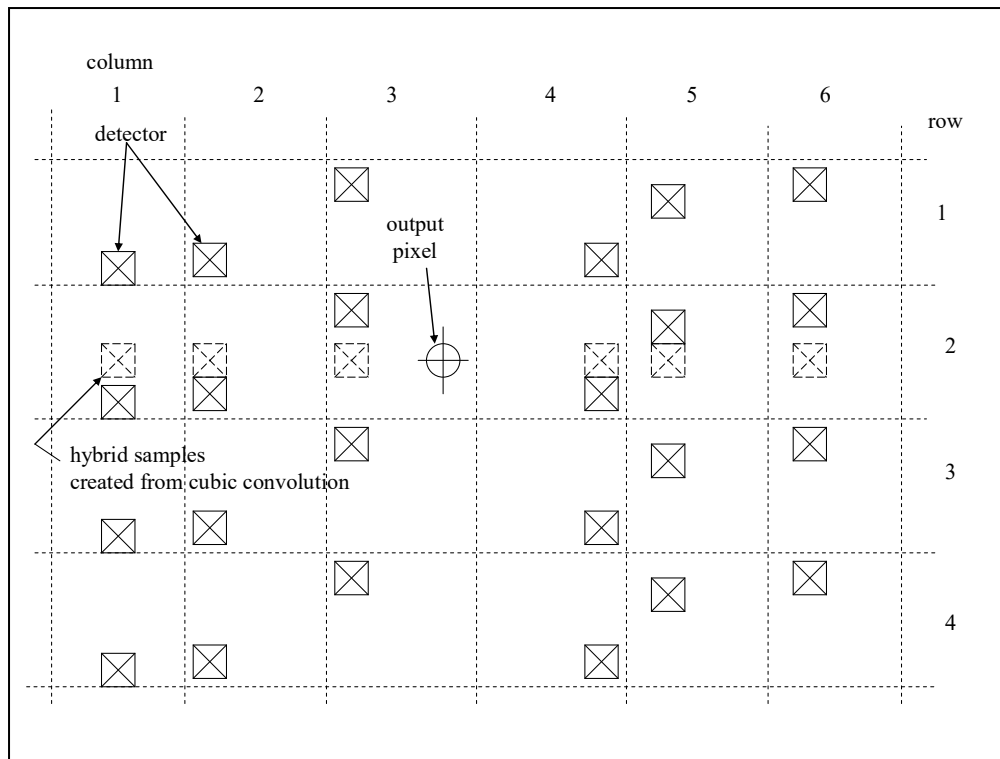 column
1 2 3 4 5 6
row
detector
1
output
pixel
2
hybrid samples
created from cubic convolution
3
4